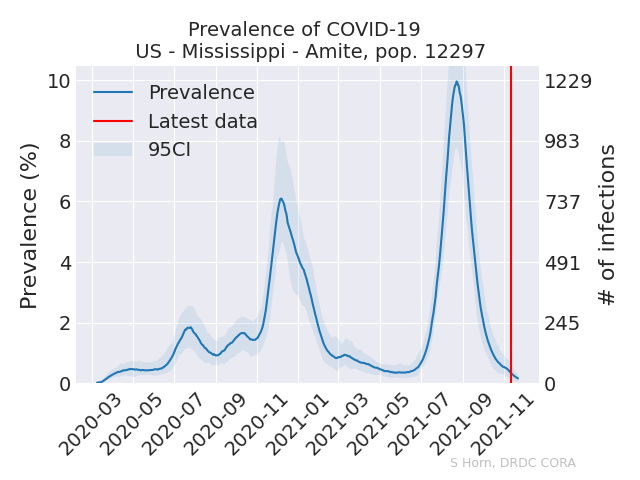 Prevalence of COVID-19
US - Mississippi - Amite, pop. 12297
Prevalence
Latest data
95CI
Prevalence (%)
10
8
6
4
2
0
1229
983
737
491
245
0
# of infections
2020-03
2020-05
2020-07
2020-09
2020-11
2021-01
2021-03
2021-05
2021-07
2021-09
2021-11
S Horn, DRDC CORA